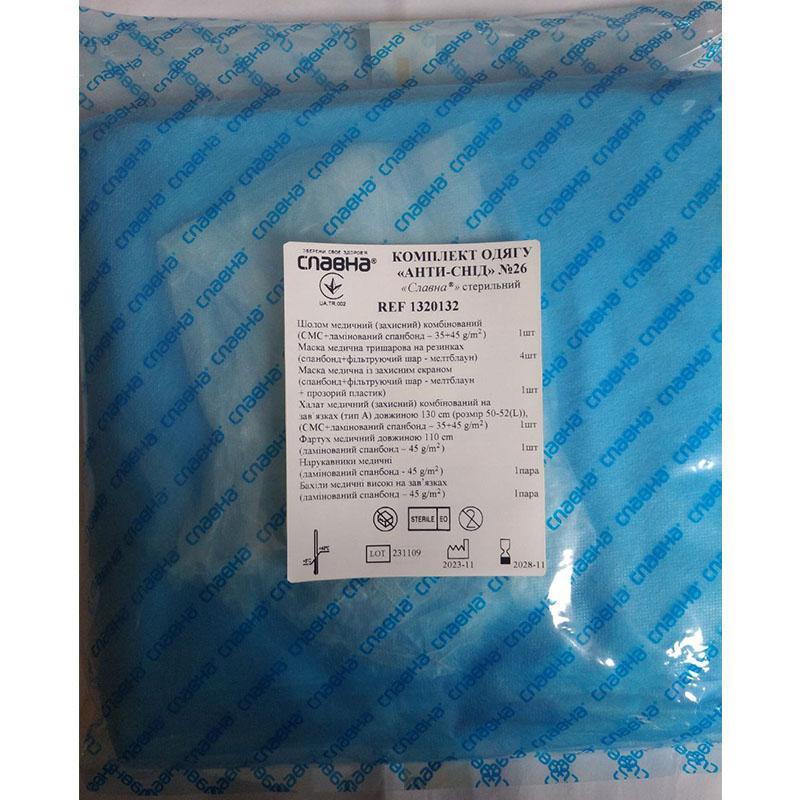 ЗБЕРЕЖИ СВОЄ ЗДОРОВ'Я
СЛАВНА®
UA.TR.002
КОМПЛЕКТ ОДЯГУ
«АНТИ-СНІД» №26
«Славна®» стерильний
REF 1320132
Шолом медичний (захисний) комбінований
(СМС+ламінований спанбонд – 35+45 g/m²) 1шт
Маска медична тришарова на резинках
(спанбонд+фільтруючий шар - мелтблаун) 4шт
Маска медична із захисним екраном
(спанбонд+фільтруючий шар - мелтблаун
+ прозорий пластик) 1шт
Халат медичний (захисний) комбінований на
зав`язках (тип А) довжиною 130 cm (розмір 50-52(L)),
(СМС+ламінований спанбонд – 35+45g/m²) 1шт
Фартух медичний довжиною 110 cm
(ламінований спанбонд – 45 g/m²) 1шт
Нарукавники медичні
(ламінований спанбонд - 45 g/m²) 1пара
Бахіли медичні високі на зав'язках
(ламінований спанбонд – 45 g/m²) 1пара
STERILE EO 2
LOT 231109
2023-11
2028-11